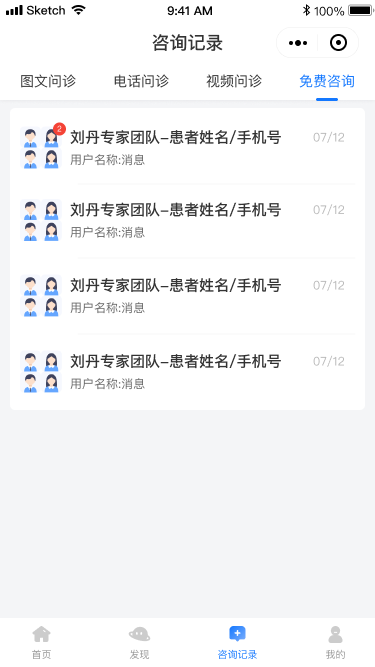 Sketch 9:41 AM 100%
咨询记录
图文问诊 电话问诊 视频问诊 免费咨询
2
刘丹专家团队-患者姓名/手机号 07/12
用户名称:消息
刘丹专家团队-患者姓名/手机号 07/12
用户名称:消息
刘丹专家团队-患者姓名/手机号 07/12
用户名称:消息
刘丹专家团队-患者姓名/手机号 07/12
用户名称:消息
首页 发现 咨询记录 我的